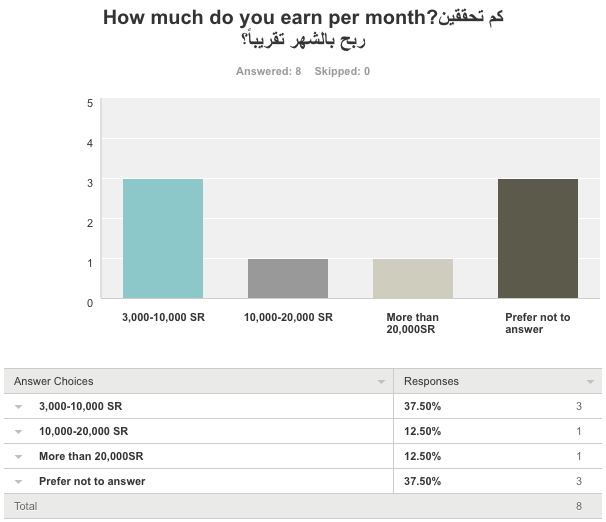 How much do you earn per month?كم تحققين
ربح بالشهر تقريباً؟
Answered: 8 Skipped: 0
5
4
3
2
1
0
3,000-10,000 SR
10,000-20,000 SR
More than
20,000SR
Prefer not to
answer
Answer Choices Responses
3,000-10,000 SR 37.50% 3
10,000-20,000 SR 12.50% 1
More than 20,000SR 12.50% 1
Prefer not to answer 37.50% 3
Total 8